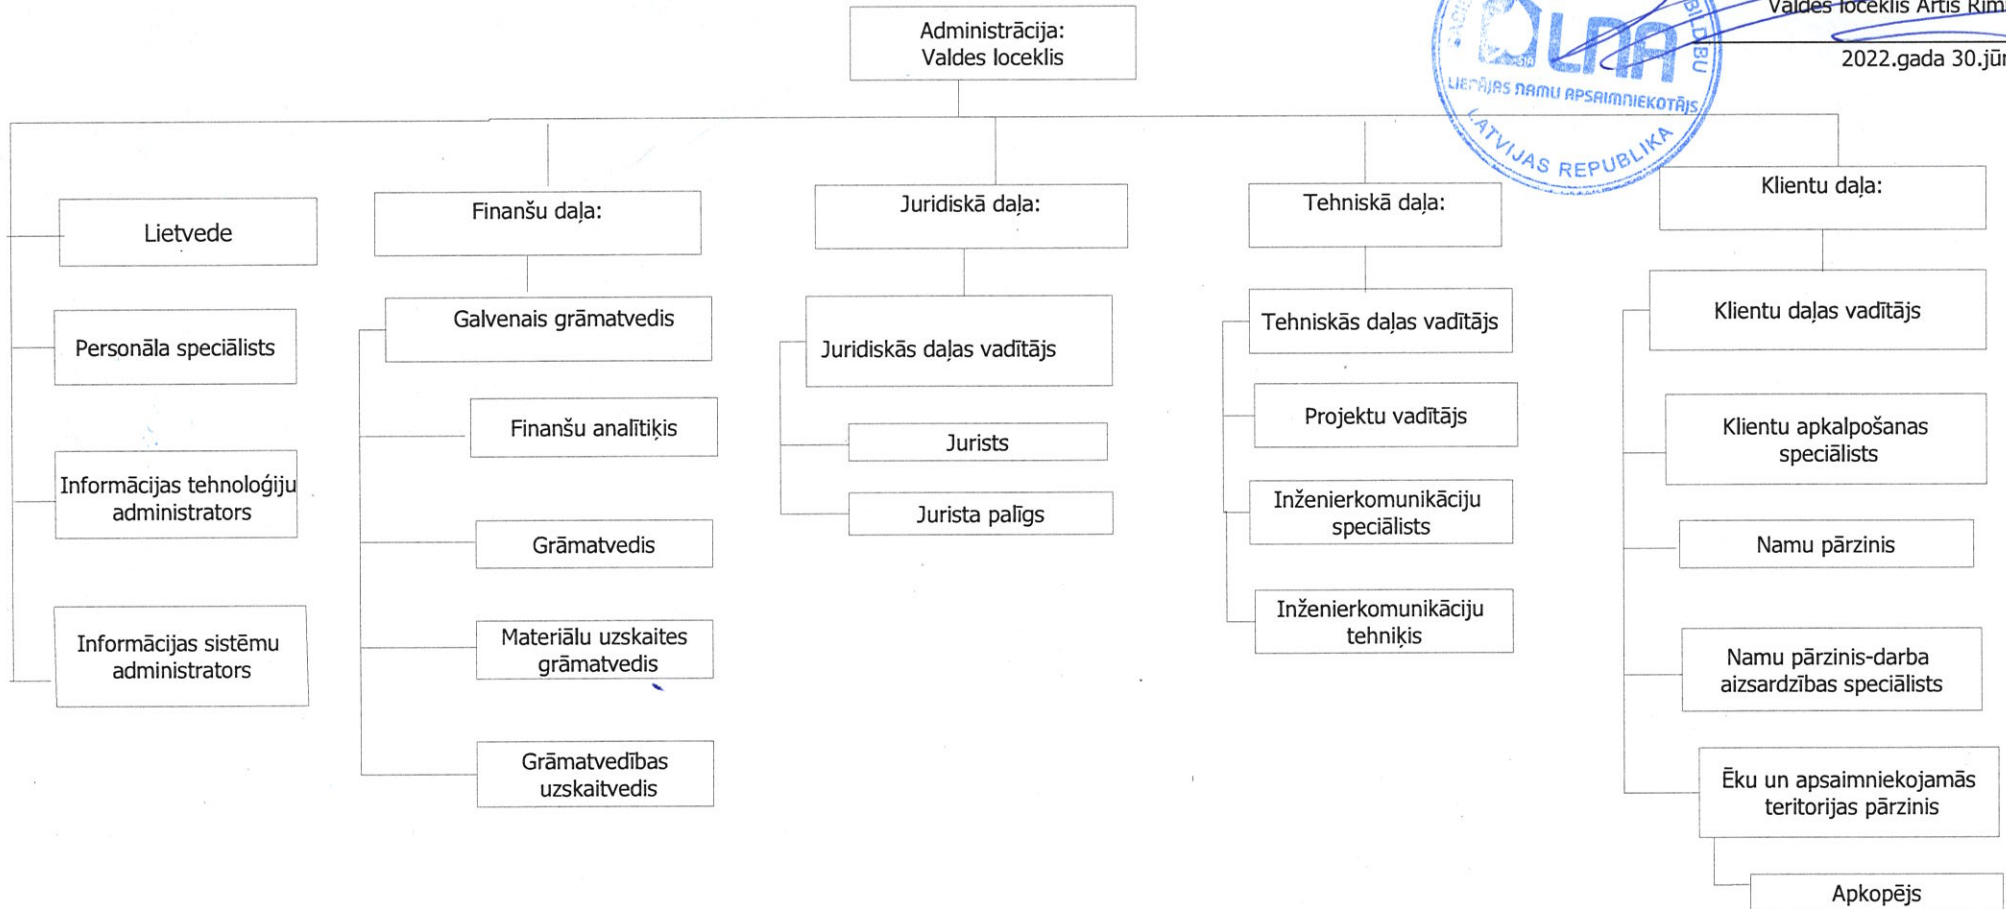 Administrācija:
Valdes loceklis
Valdes loceklis Artis
2022.gada
LNA
SIA
LIEPĀJAS NAMU APSAIMNIEKOTĀJS
LATVIJAS REPUBLIKA
Lietvede
Personāla speciālists
Informācijas tehnoloģiju
administrators
Informācijas sistēmu
administrators
Finanšu daļa:
Galvenais grāmatvedis
Finanšu analītiķis
Grāmatvedis
Materiālu uzskaites
grāmatvedis
Grāmatvedības
uzskaitvedis
Juridiskā daļa:
Juridiskās daļas vadītājs
Jurists
Jurista palīgs
Tehniskā daļa:
Tehniskās daļas vadītājs
Projektu vadītājs
Inženierkomunikāciju
speciālists
Inženierkomunikāciju
tehniķis
Klientu daļa:
Klientu daļas vadītājs
Klientu apkalpošanas
speciālists
Namu pārzinis
Namu pārzinis-darba
aizsardzības speciālists
Ēku un apsaimniekojamās
teritorijas pārzinis
Apkopējs